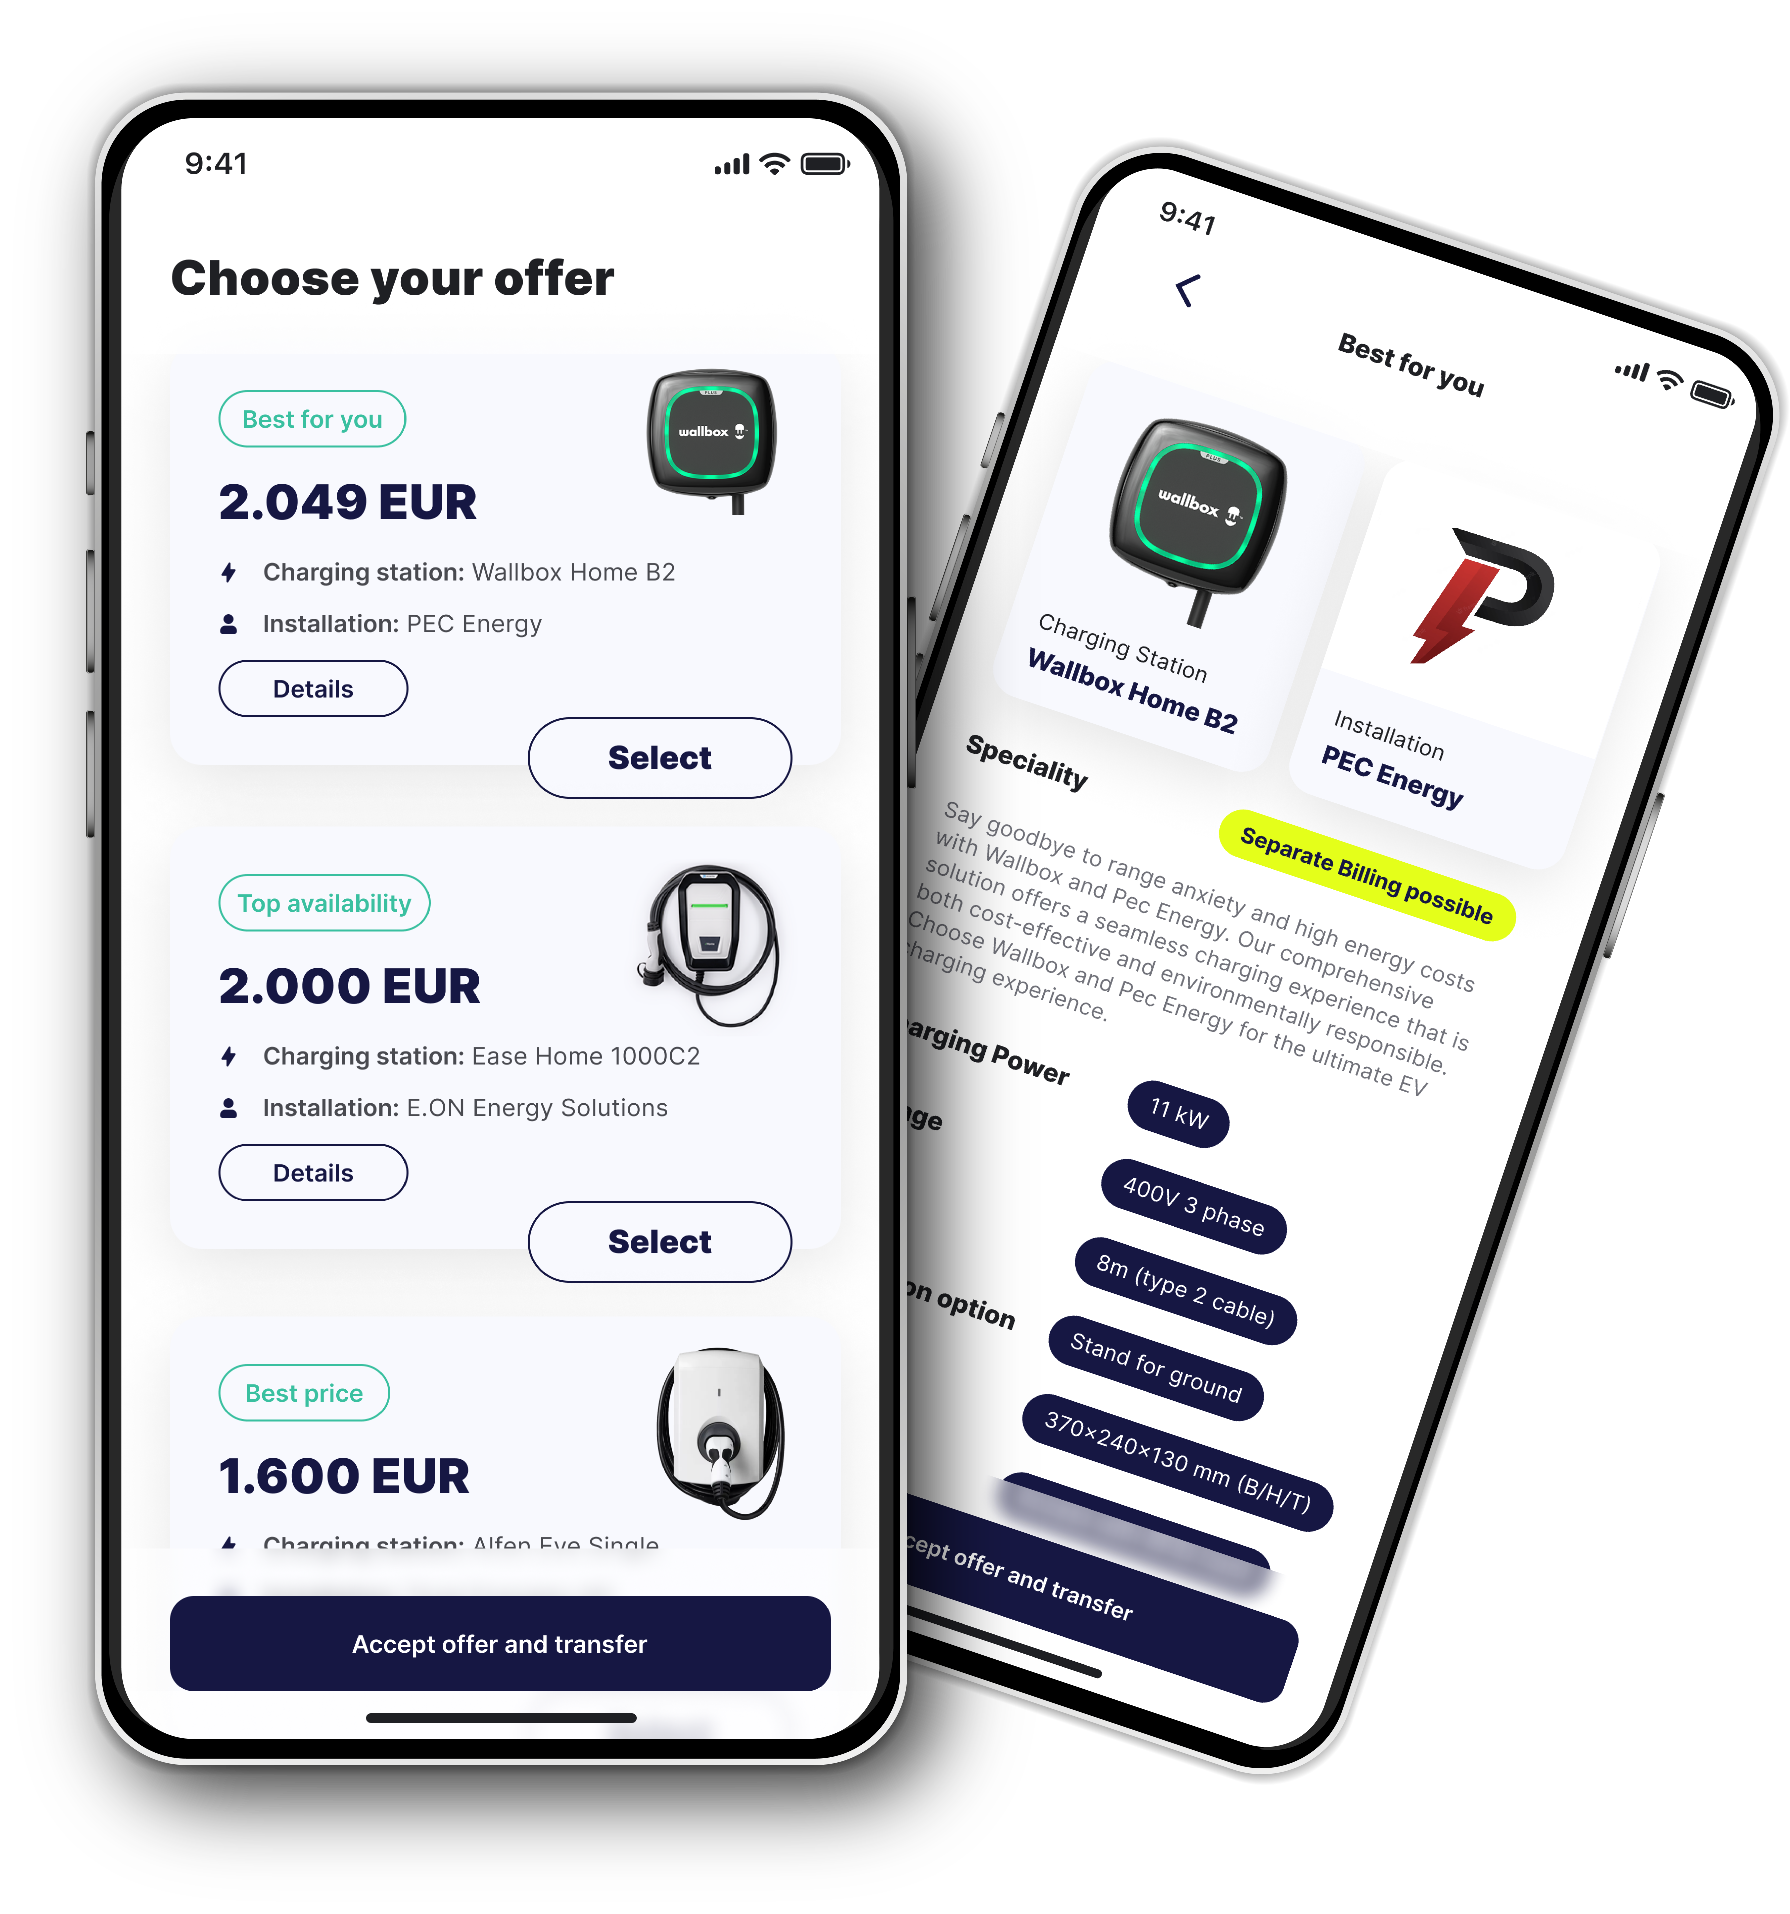 9:41
Choose your offer
Best for you
PLUS
wallbox
2.049 EUR
Charging station: Wallbox Home B2
Installation: PEC Energy
Details
Select
Top availability
2.000 EUR
Charging station: Ease Home 1000C2
Installation: E.ON Energy Solutions
Details
Select
Best price
1.600 EUR
Charging station: Alfen Eve Single
Accept offer and transfer
9:41
Best for you
PLUS
wallbox
Charging Station
Wallbox Home B2
Installation
PEC Energy
Speciality
Separate Billing possible
Say goodbye to range anxiety and high energy costs
with Wallbox and Pec Energy. Our comprehensive
solution offers a seamless charging experience that is
both cost-effective and environmentally responsible.
Choose Wallbox and Pec Energy for the ultimate EV
charging experience.
arging Power
11 kW
ge
400V 3 phase
8m (type 2 cable)
on option
Stand for ground
370×240×130 mm (B/H/T)
cept offer and transfer